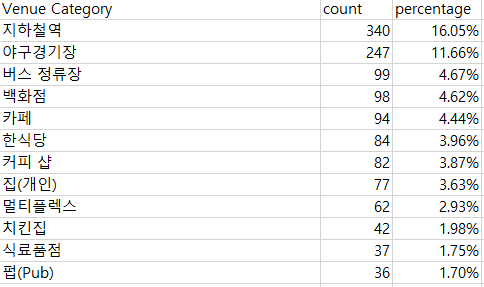 Venue Category count percentage
지하철역 340 16.05%
야구경기장 247 11.66%
버스 정류장 99 4.67%
백화점 98 4.62%
카페 94 4.44%
한식당 84 3.96%
커피 샵 82 3.87%
집(개인) 77 3.63%
멀티플렉스 62 2.93%
치킨집 42 1.98%
식료품점 37 1.75%
펍(Pub) 36 1.70%